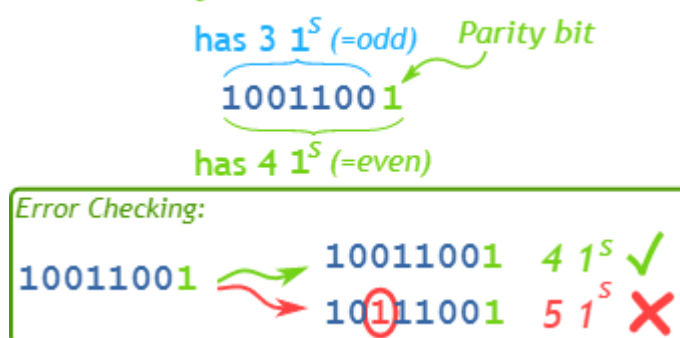 has 3 1s (=odd) Parity bit
10011001
has 4 1s (=even)
Error Checking:
10011001
10011001 4 1s ✓
10111001 5 1s ✗